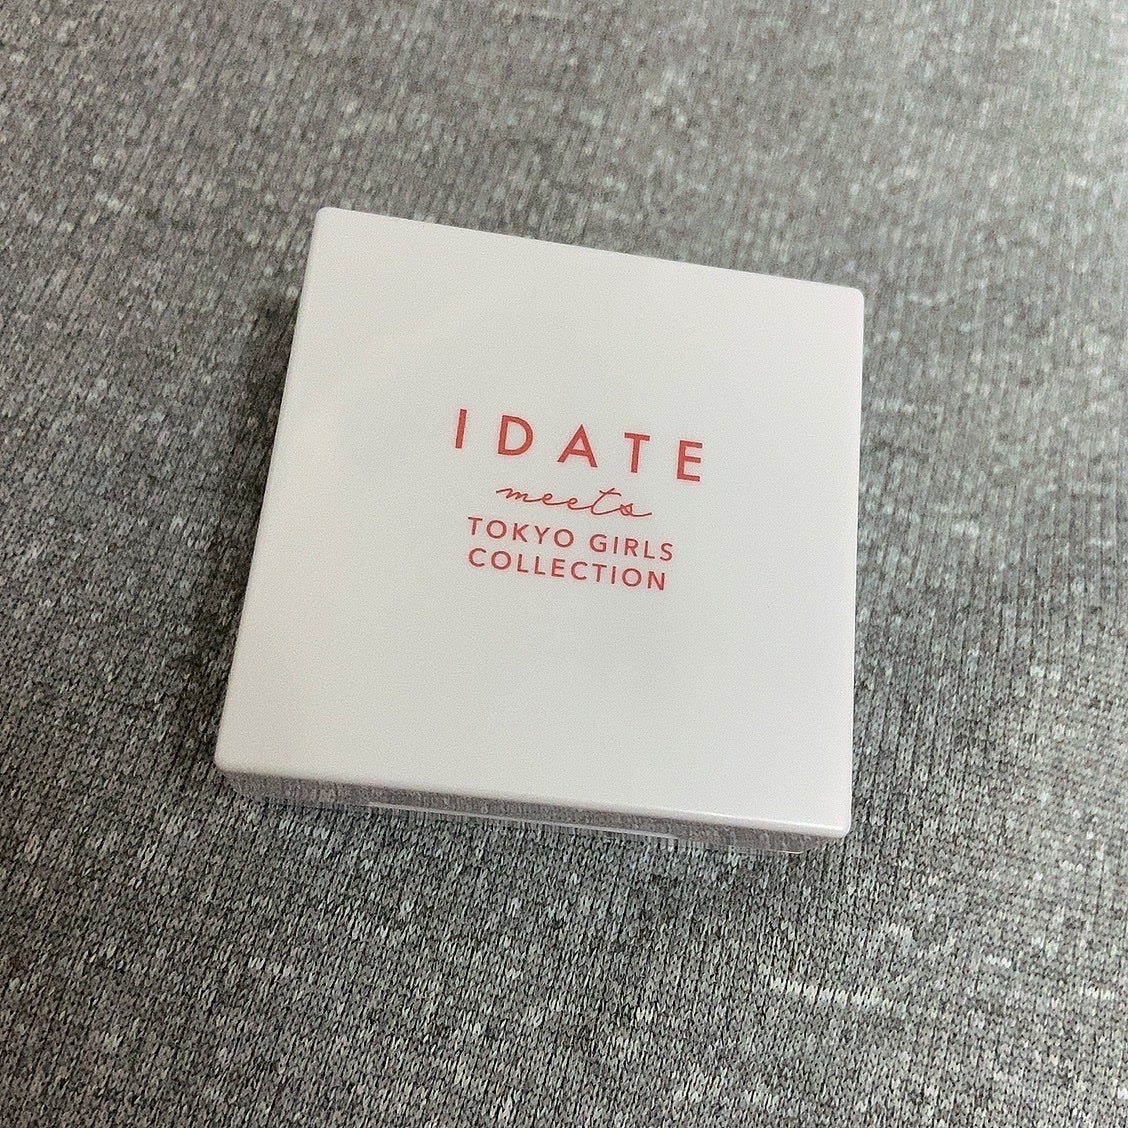 IDATE
meets
TOKYO GIRLS
COLLECTION